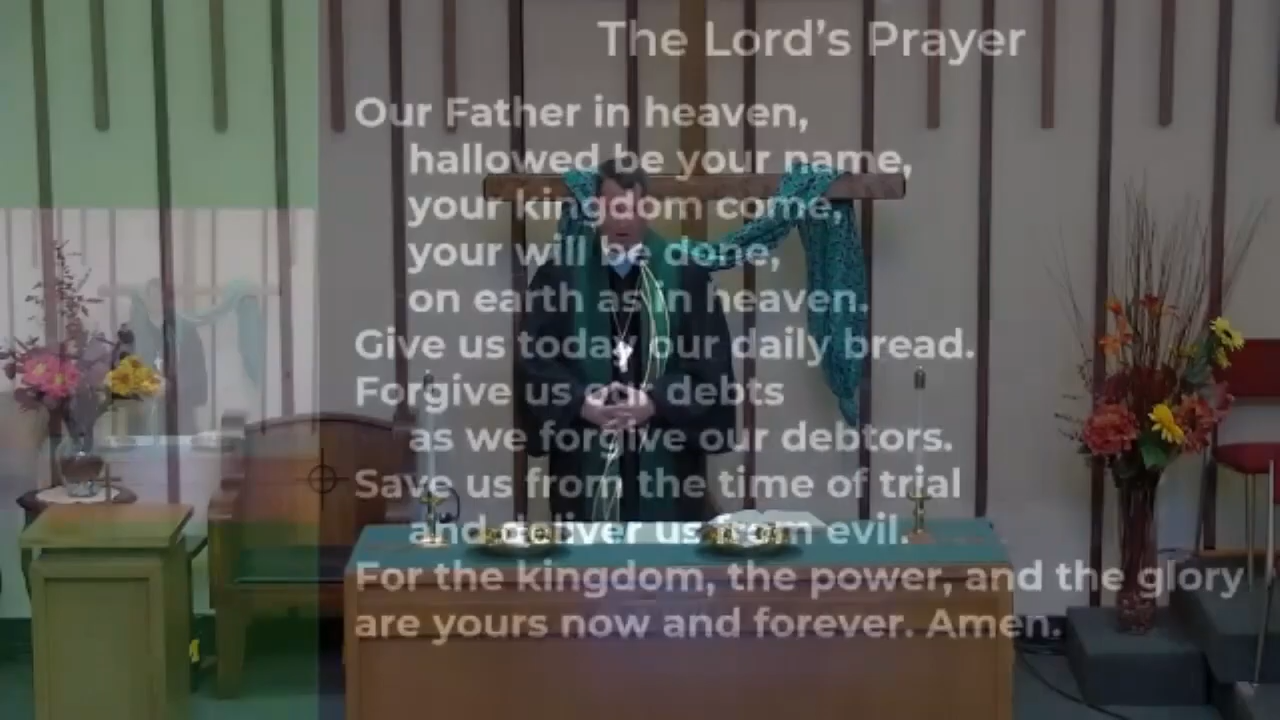 The Lord's Prayer
Our Father in heaven,
hallowed be your name,
your kingdom come,
your will be done,
on earth as in heaven.
Give us today our daily bread.
Forgive us our debts
as we forgive our debtors.
Save us from the time of trial
and deliver us from evil.
For the kingdom, the power, and the glory
are yours now and forever. Amen.